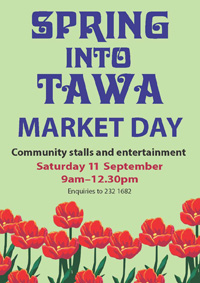 SPRING
INTO
TAWA
MARKET DAY
Community stalls and entertainment
Saturday 11 September
9am–12.30pm
Enquiries to 232 1682